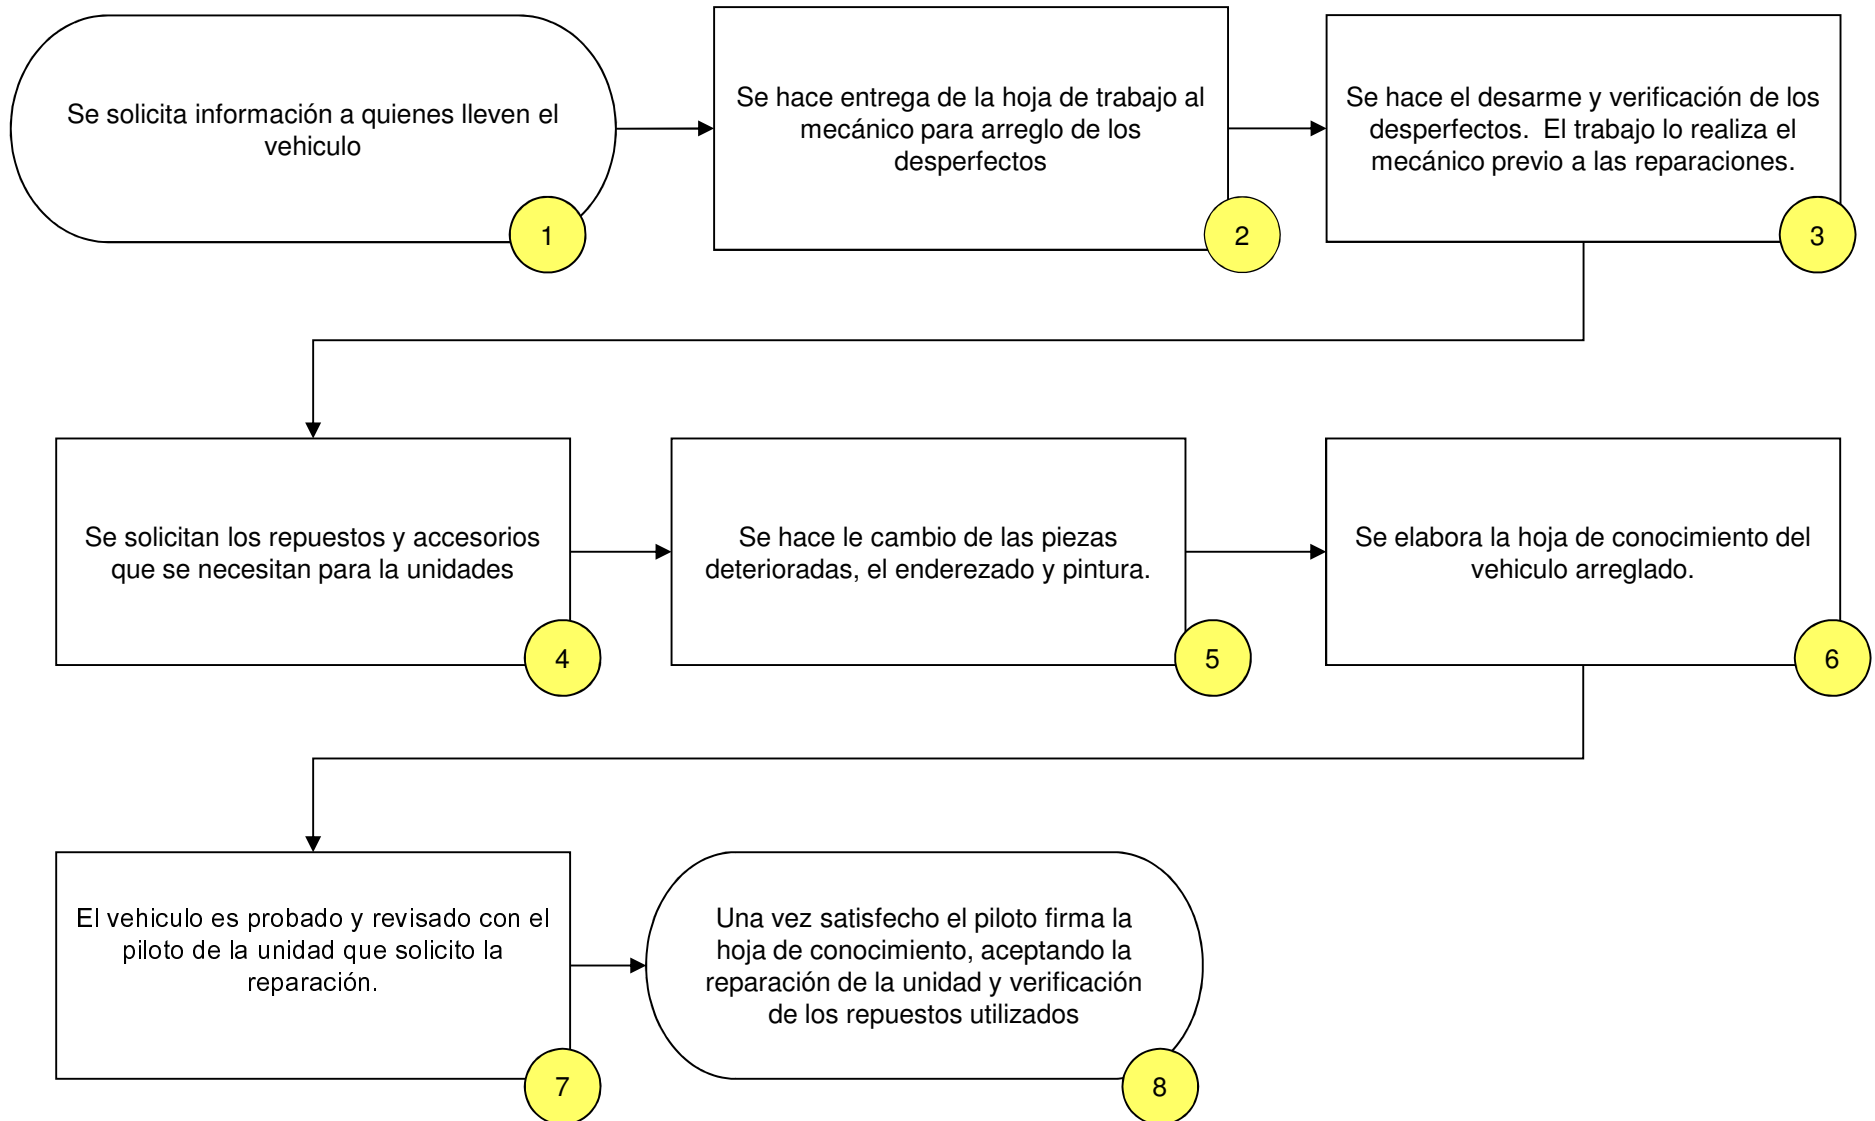 Se solicita información a quienes lleven el
vehiculo
1
Se hace entrega de la hoja de trabajo al
mecánico para arreglo de los
desperfectos
2
Se hace el desarme y verificación de los
desperfectos.  El trabajo lo realiza el
mecánico previo a las reparaciones.
3
Se solicitan los repuestos y accesorios
que se necesitan para la unidades
4
Se hace le cambio de las piezas
deterioradas, el enderezado y pintura.
5
Se elabora la hoja de conocimiento del
vehiculo arreglado.
6
El vehiculo es probado y revisado con el
piloto de la unidad que solicito la
reparación.
7
Una vez satisfecho el piloto firma la
hoja de conocimiento, aceptando la
reparación de la unidad y verificación
de los repuestos utilizados
8